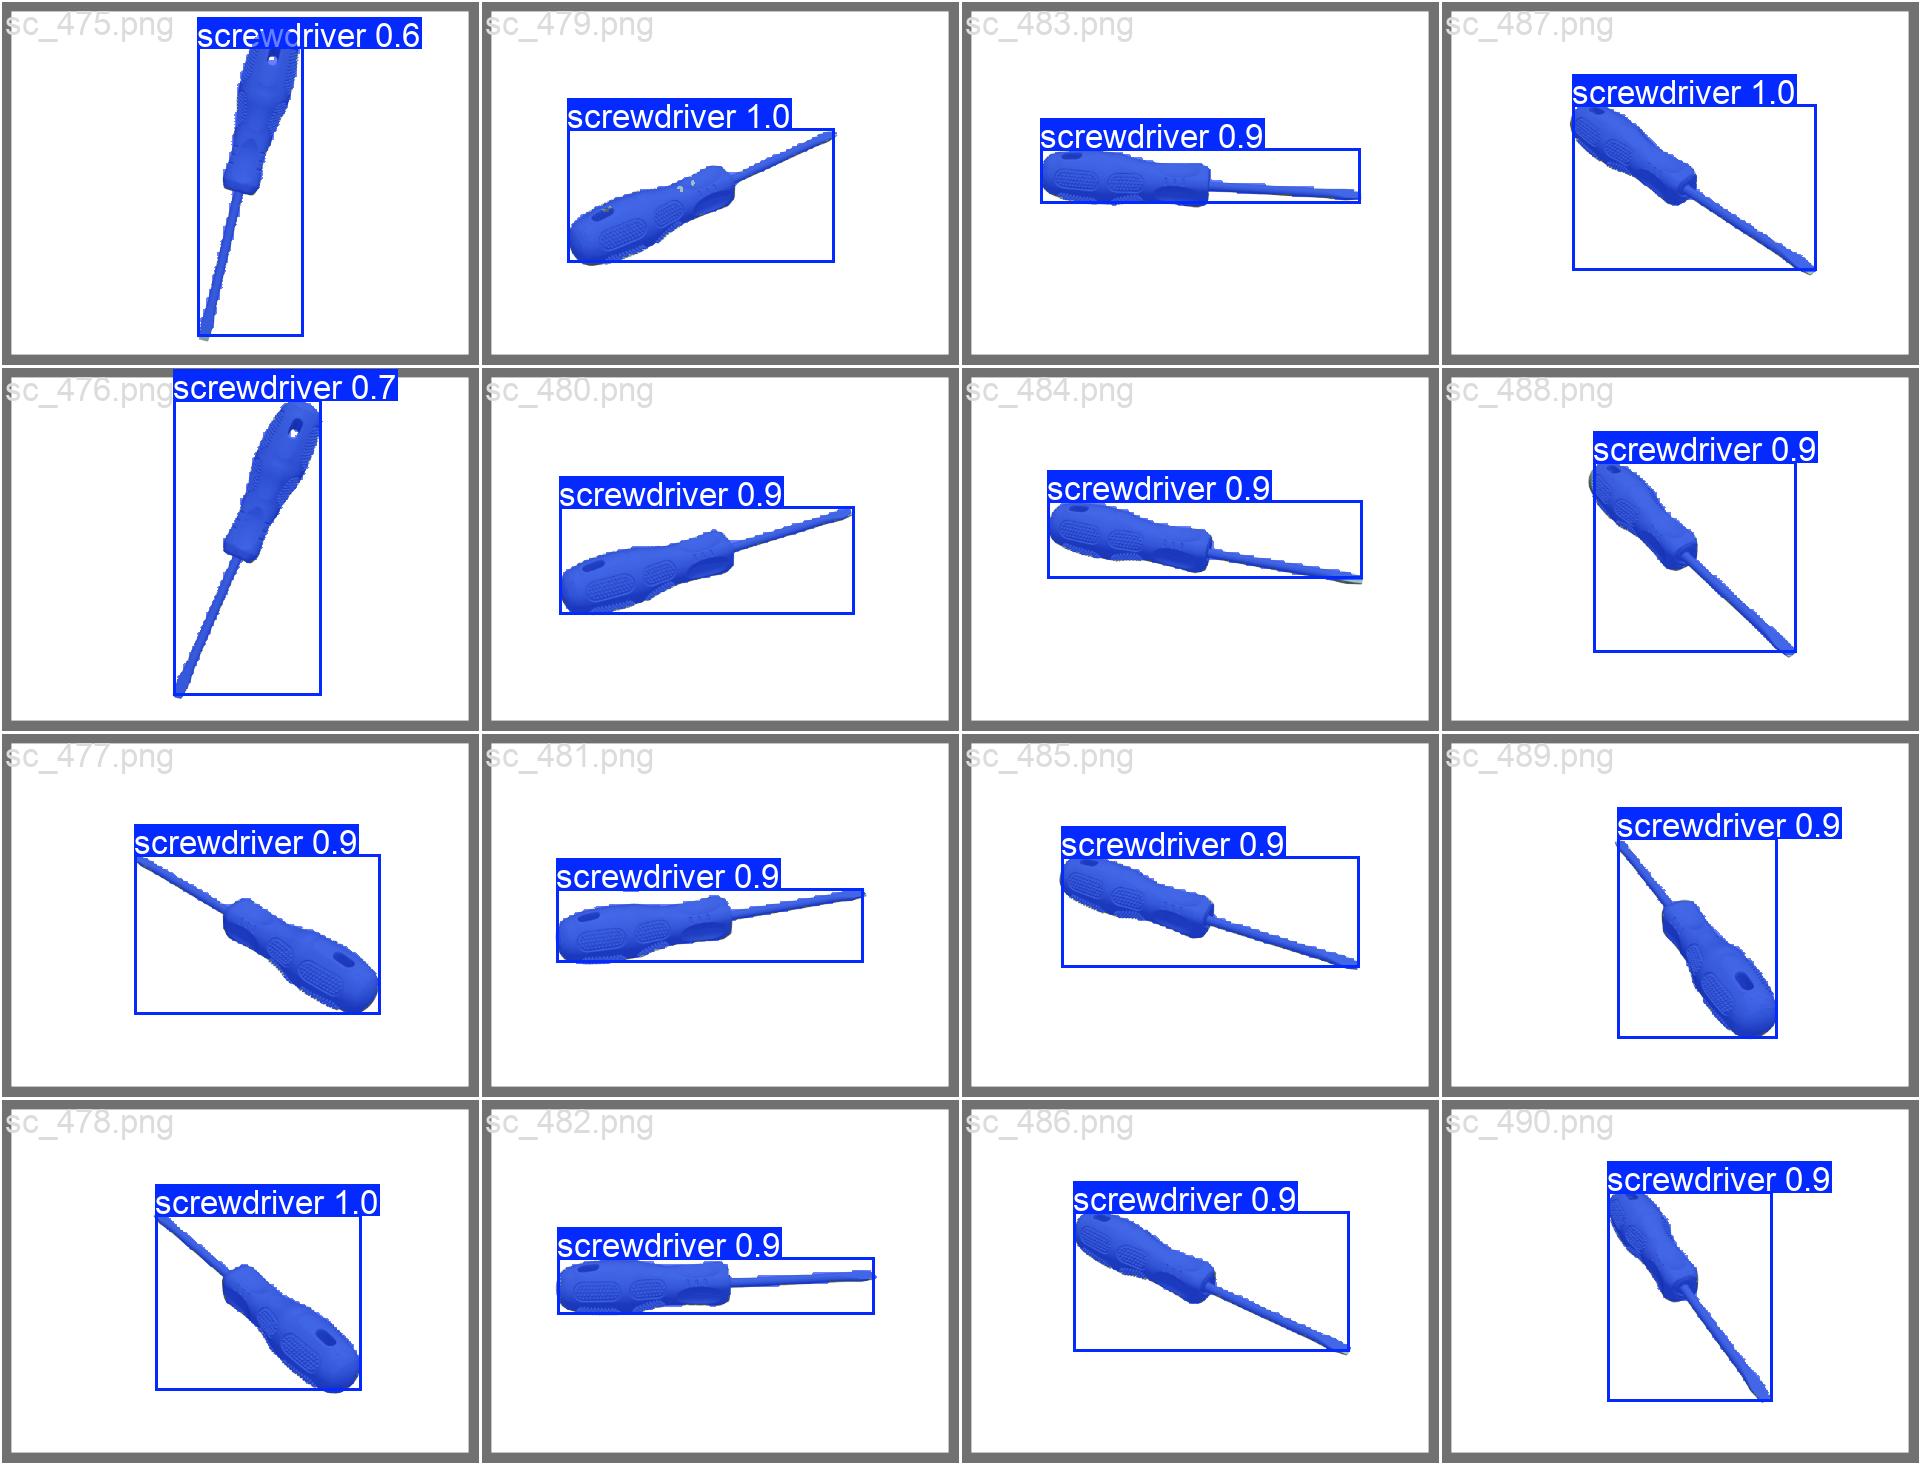 sc_475.png
screwdriver 0.6
sc_479.png
screwdriver 1.0
sc_483.png
screwdriver 0.9
sc_487.png
screwdriver 1.0
sc_476.png
screwdriver 0.7
sc_480.png
screwdriver 0.9
sc_484.png
screwdriver 0.9
sc_488.png
screwdriver 0.9
sc_477.png
screwdriver 0.9
sc_481.png
screwdriver 0.9
sc_485.png
screwdriver 0.9
sc_489.png
screwdriver 0.9
sc_478.png
screwdriver 1.0
sc_482.png
screwdriver 0.9
sc_486.png
screwdriver 0.9
sc_490.png
screwdriver 0.9